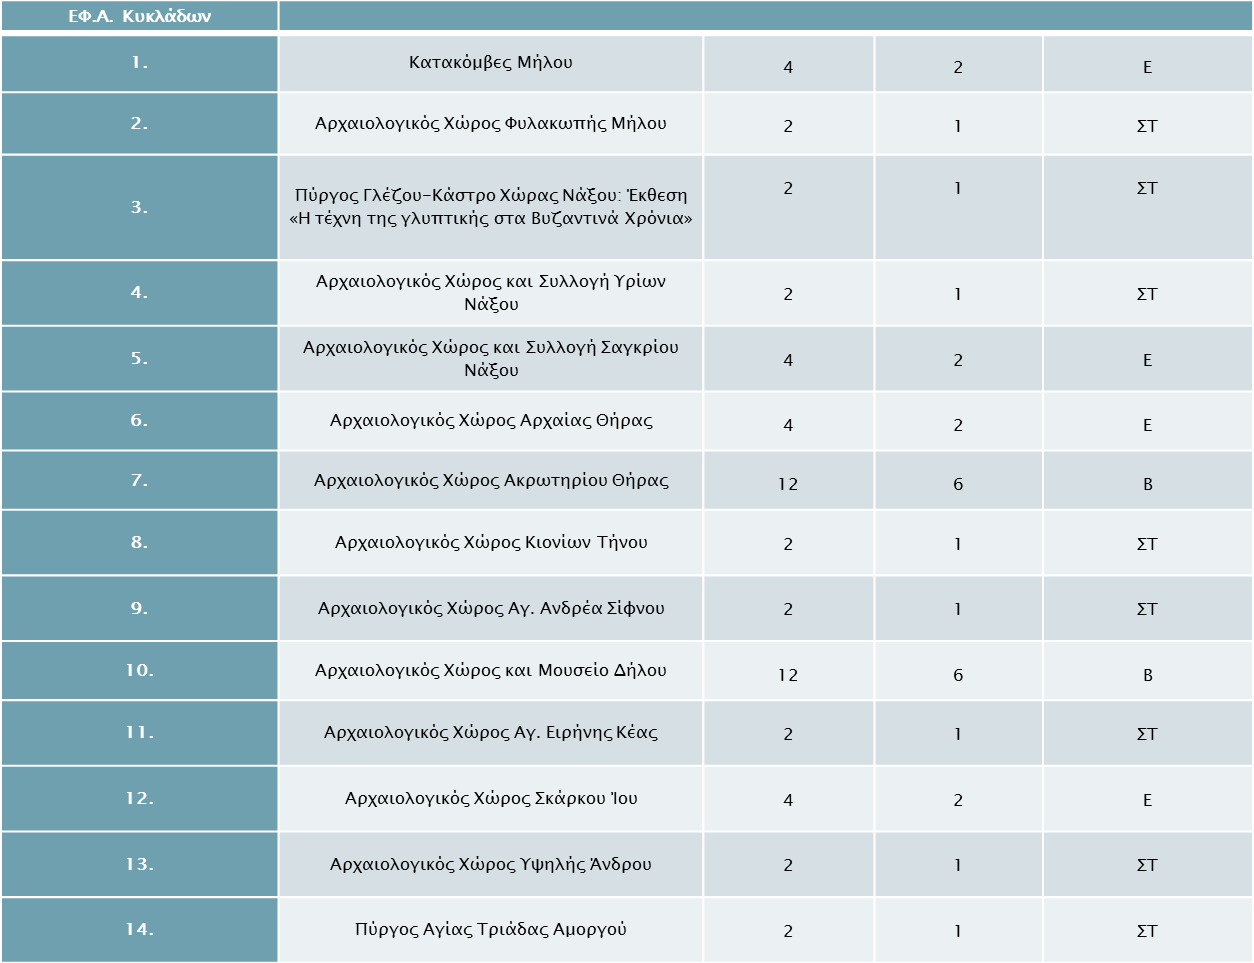 ΕΦ.Α. Κυκλάδων
1. Κατακόμβες Μήλου 4 2 Ε
2. Αρχαιολογικός Χώρος Φυλακωπής Μήλου 2 1 ΣΤ
3. Πύργος Γλέζου-Κάστρο Χώρας Νάξου: Έκθεση
«Η τέχνη της γλυπτικής στα Βυζαντινά Χρόνια» 2 1 ΣΤ
4. Αρχαιολογικός Χώρος και Συλλογή Υρίων
Νάξου 2 1 ΣΤ
5. Αρχαιολογικός Χώρος και Συλλογή Σαγκρίου
Νάξου 4 2 Ε
6. Αρχαιολογικός Χώρος Αρχαίας Θήρας 4 2 Ε
7. Αρχαιολογικός Χώρος Ακρωτηρίου Θήρας 12 6 Β
8. Αρχαιολογικός Χώρος Κιονίων Τήνου 2 1 ΣΤ
9. Αρχαιολογικός Χώρος Αγ. Ανδρέα Σίφνου 2 1 ΣΤ
10. Αρχαιολογικός Χώρος και Μουσείο Δήλου 12 6 Β
11. Αρχαιολογικός Χώρος Αγ. Ειρήνης Κέας 2 1 ΣΤ
12. Αρχαιολογικός Χώρος Σκάρκου Ίου 4 2 Ε
13. Αρχαιολογικός Χώρος Υψηλής Άνδρου 2 1 ΣΤ
14. Πύργος Αγίας Τριάδας Αμοργού 2 1 ΣΤ